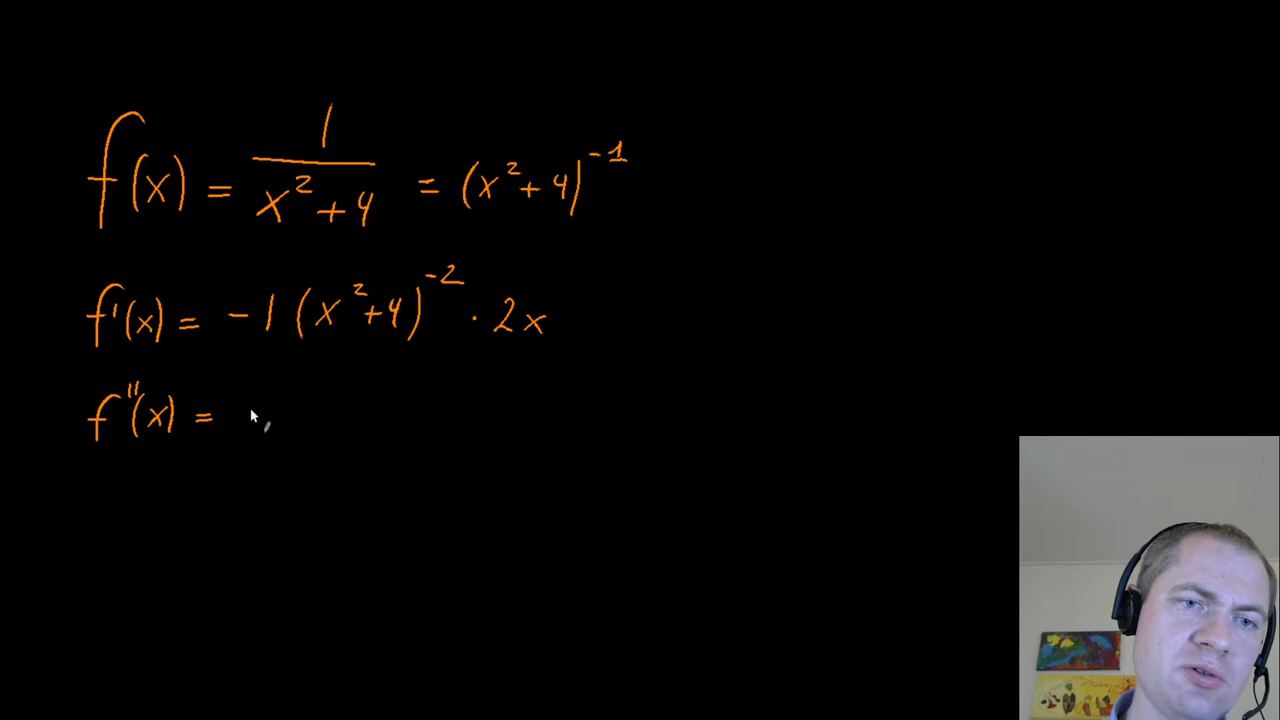 f(x) = 1/(x²+4) = (x²+4)⁻¹
f'(x) = -1 (x²+4)⁻² · 2x
f''(x) =